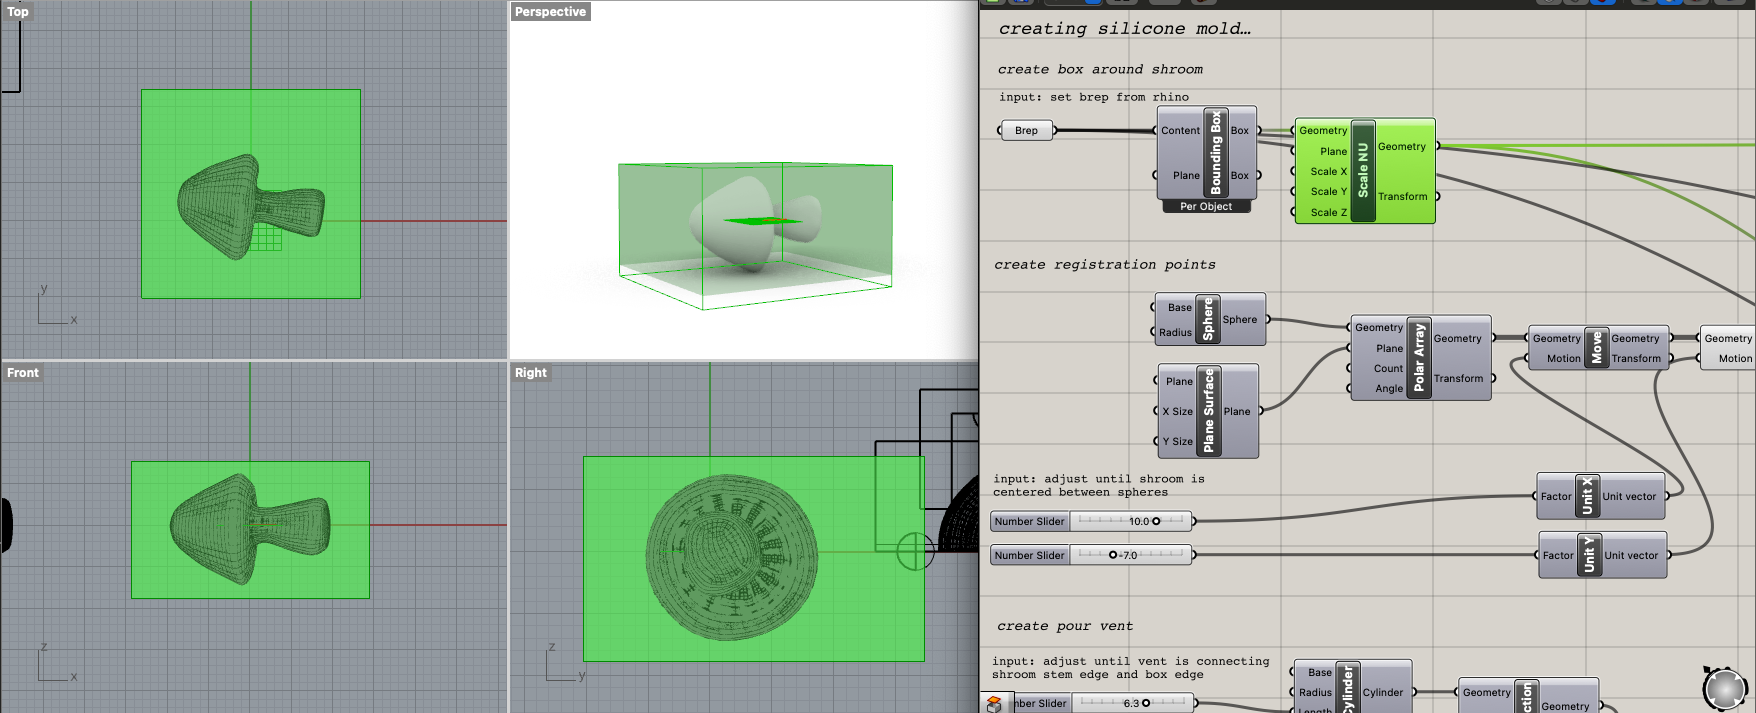 Top
Perspective
Front
Right
y
x
z
x
z
y
creating silicone mold…
create box around shroom
input: set brep from rhino
Brep
Content
Plane
Bounding Box
Box
Box
Per Object
Geometry
Plane
Scale X
Scale Y
Scale Z
Scale NU
Geometry
Transform
create registration points
Base
Radius
Sphere
Sphere
Plane
X Size
Y Size
Plane Surface
Plane
Geometry
Plane
Count
Angle
Polar Array
Geometry
Transform
Geometry
Motion
Move
Geometry
Transform
Geometry
Motion
input: adjust until shroom is
centered between spheres
Number Slider
10.0
Number Slider
-7.0
Factor
Unit X
Unit vector
Factor
Unit Y
Unit vector
create pour vent
input: adjust until vent is connecting
shroom stem edge and box edge
Number Slider
6.3
Base
Radius
Length
Cylinder
Cylinder
Geometry
ction
Geometry